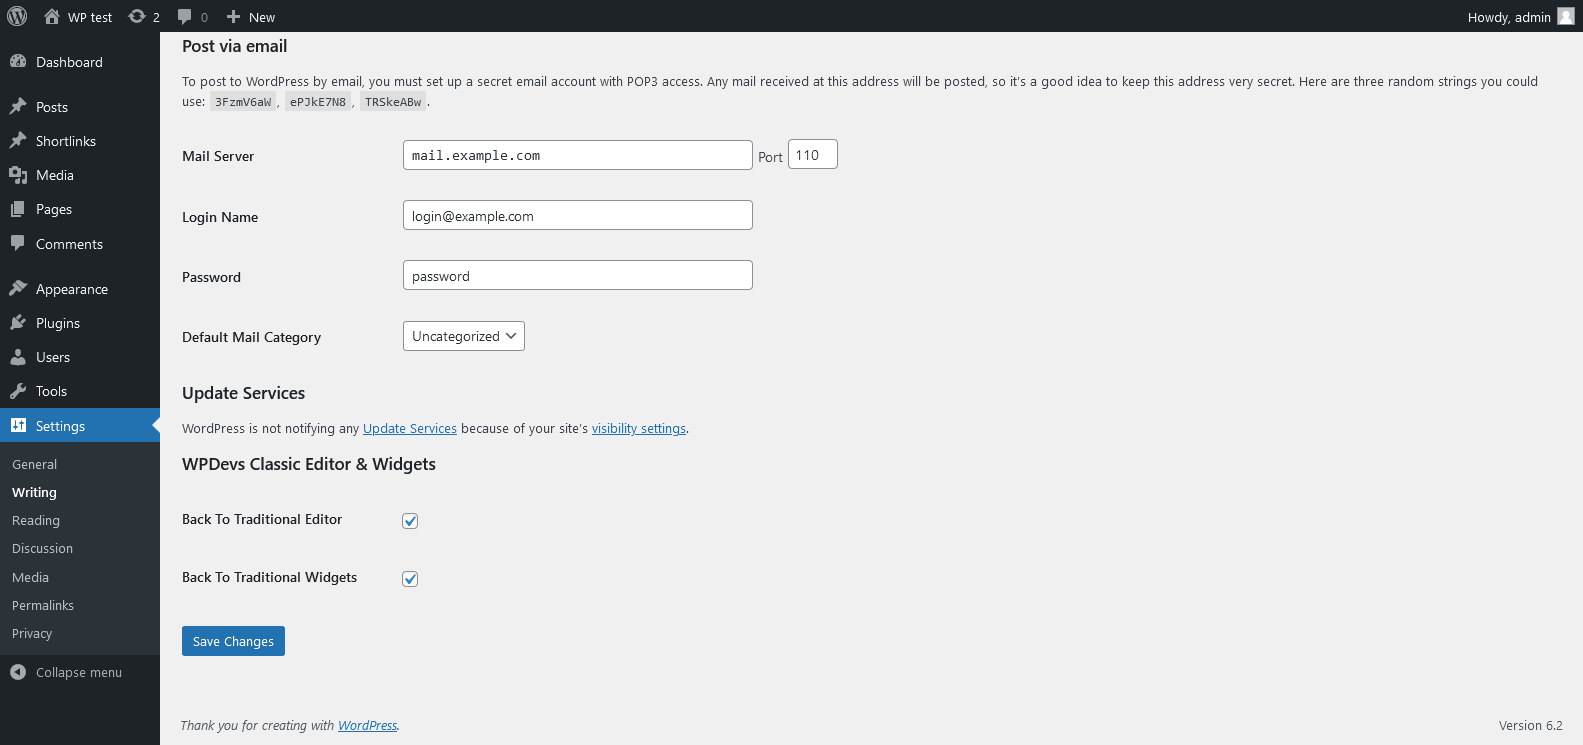 WP test 2 0 New Howdy, admin
Dashboard
Posts
Shortlinks
Media
Pages
Comments
Appearance
Plugins
Users
Tools
Settings
General
Writing
Reading
Discussion
Media
Permalinks
Privacy
Collapse menu
Post via email
To post to WordPress by email, you must set up a secret email account with POP3 access. Any mail received at this address will be posted, so it’s a good idea to keep this address very secret. Here are three random strings you could
use: 3FzmV6aW, ePJkE7N8, TRSkeABw.
Mail Server mail.example.com Port 110
Login Name login@example.com
Password password
Default Mail Category Uncategorized
Update Services
WordPress is not notifying any Update Services because of your site’s visibility settings.
WPDevs Classic Editor & Widgets
Back To Traditional Editor
Back To Traditional Widgets
Save Changes
Thank you for creating with WordPress. Version 6.2